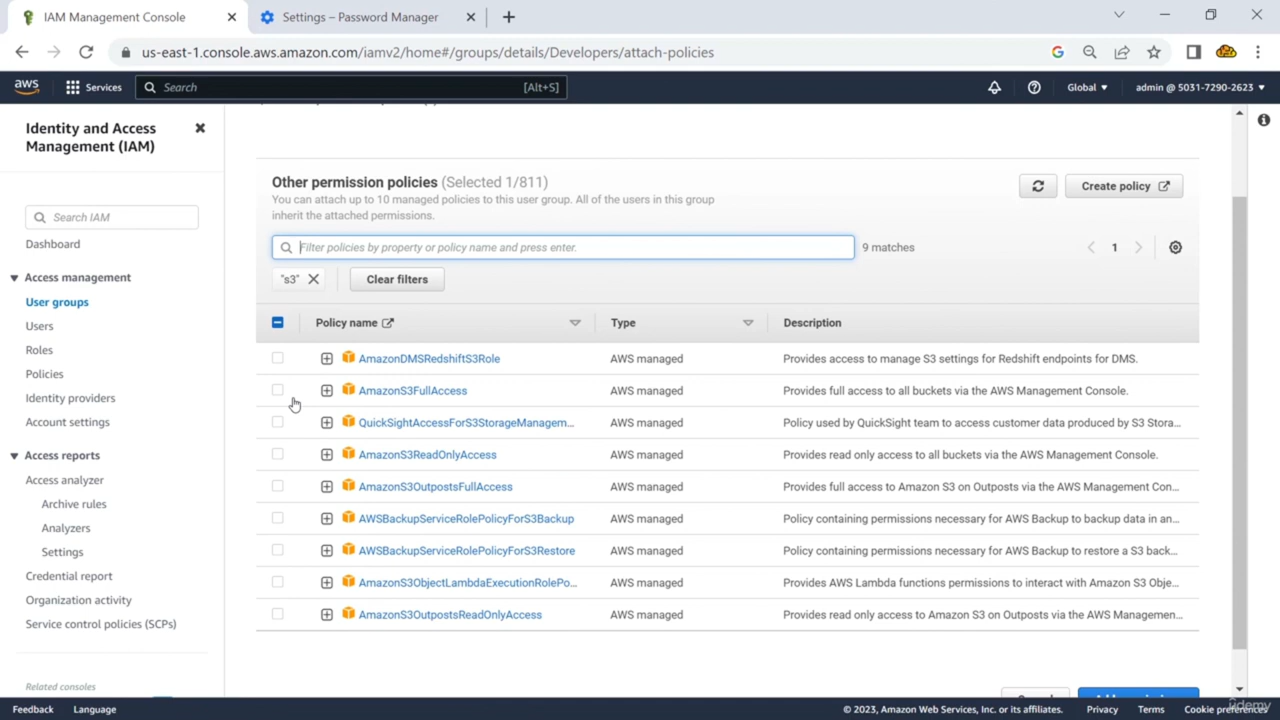 IAM Management Console
Settings – Password Manager
us-east-1.console.aws.amazon.com/iamv2/home#/groups/details/Developers/attach-policies
aws
Services
Search
[Alt+S]
Global
admin @ 5031-7290-2623
Identity and Access
Management (IAM)
Search IAM
Dashboard
Access management
User groups
Users
Roles
Policies
Identity providers
Account settings
Access reports
Access analyzer
Archive rules
Analyzers
Settings
Credential report
Organization activity
Service control policies (SCPs)
Related consoles
Other permission policies (Selected 1/811)
You can attach up to 10 managed policies to this user group. All of the users in this group
inherit the attached permissions.
Create policy
Filter policies by property or policy name and press enter.
9 matches
1
"s3"
Clear filters
Policy name
Type
Description
AmazonDMSRedshiftS3Role AWS managed Provides access to manage S3 settings for Redshift endpoints for DMS.
AmazonS3FullAccess AWS managed Provides full access to all buckets via the AWS Management Console.
QuickSightAccessForS3StorageManagem... AWS managed Policy used by QuickSight team to access customer data produced by S3 Stora...
AmazonS3ReadOnlyAccess AWS managed Provides read only access to all buckets via the AWS Management Console.
AmazonS3OutpostsFullAccess AWS managed Provides full access to Amazon S3 on Outposts via the AWS Management Con...
AWSBackupServiceRolePolicyForS3Backup AWS managed Policy containing permissions necessary for AWS Backup to backup data in an...
AWSBackupServiceRolePolicyForS3Restore AWS managed Policy containing permissions necessary for AWS Backup to restore a S3 back...
AmazonS3ObjectLambdaExecutionRolePo... AWS managed Provides AWS Lambda functions permissions to interact with Amazon S3 Obje...
AmazonS3OutpostsReadOnlyAccess AWS managed Provides read only access to Amazon S3 on Outposts via the AWS Managemen...
Feedback
Language
© 2023, Amazon Web Services, Inc. or its affiliates.
Privacy
Terms
Cookie preferences
udemy